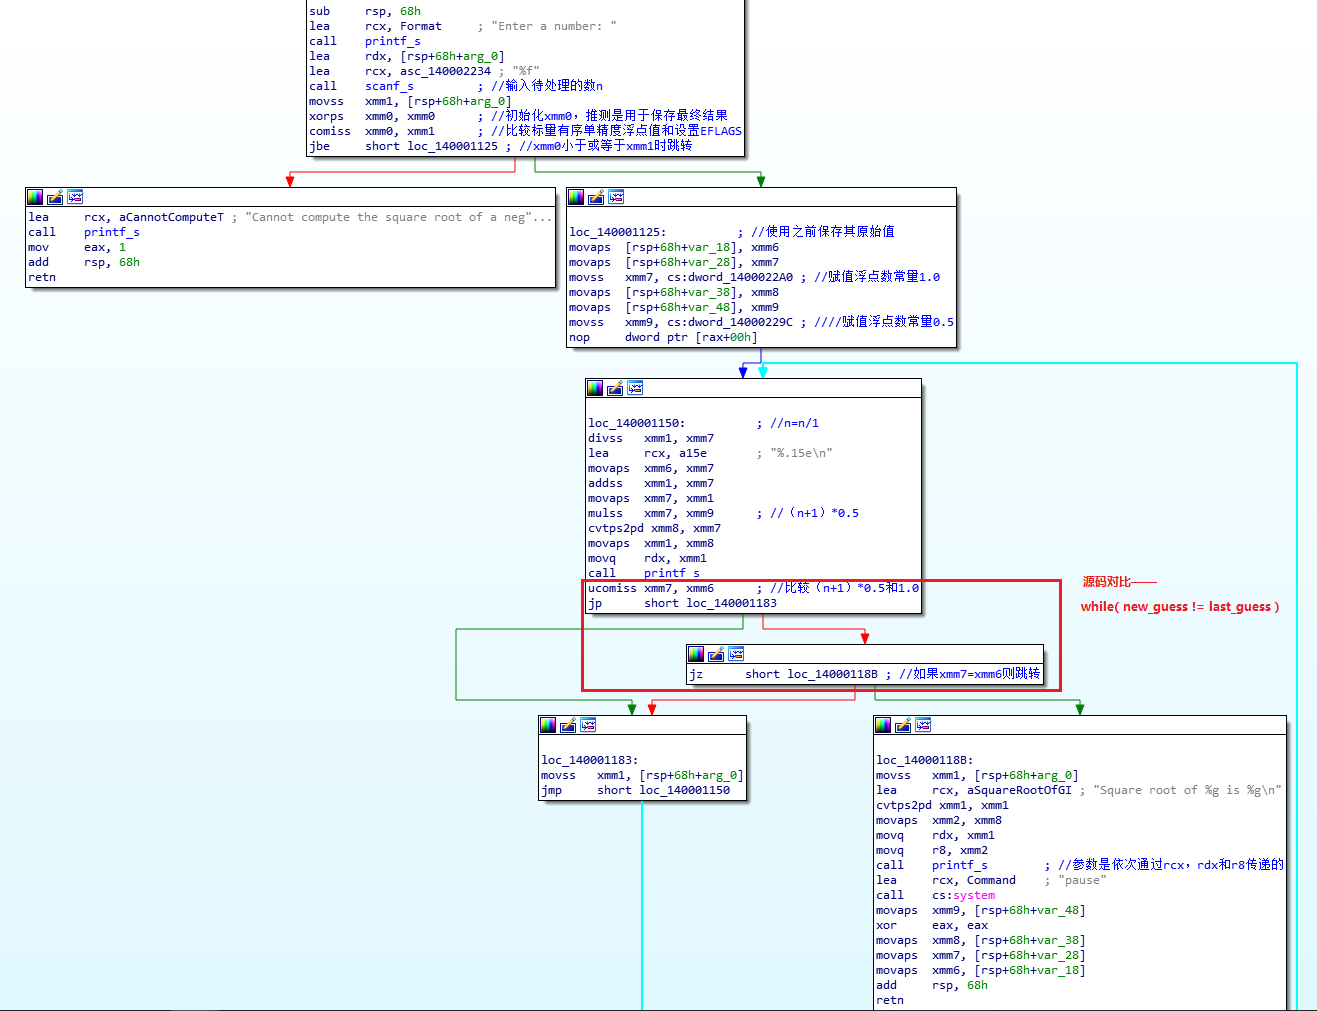 sub rsp, 68h
lea rcx, Format ; "Enter a number: "
call printf_s
lea rdx, [rsp+68h+arg_0]
lea rcx, asc_140002234 ; "%f"
call scanf_s ; //输入待处理的数n
movss xmm1, [rsp+68h+arg_0]
xorps xmm0, xmm0 ; //初始化xmm0，推测是用于保存最终结果
comiss xmm0, xmm1 ; //比较标量有序单精度浮点值和设置EFLAGS
jbe short loc_140001125 ; //xmm0小于或等于xmm1时跳转
lea rcx, aCannotComputeT ; "Cannot compute the square root of a neg"...
call printf_s
mov eax, 1
add rsp, 68h
retn
loc_140001125: ; //使用之前保存其原始值
movaps [rsp+68h+var_18], xmm6
movaps [rsp+68h+var_28], xmm7
movss xmm7, cs:dword_1400022A0 ; //赋值浮点数常量1.0
movaps [rsp+68h+var_38], xmm8
movaps [rsp+68h+var_48], xmm9
movss xmm9, cs:dword_14000229C ; ////赋值浮点数常量0.5
nop dword ptr [rax+00h]
loc_140001150: ; //n=n/1
divss xmm1, xmm7
lea rcx, a15e ; "%.15e\n"
movaps xmm6, xmm7
addss xmm1, xmm7
movaps xmm7, xmm1
mulss xmm7, xmm9 ; //（n+1）*0.5
cvtps2pd xmm8, xmm7
movaps xmm1, xmm8
movq rdx, xmm1
call printf_s
ucomiss xmm7, xmm6 ; //比较（n+1）*0.5和1.0
jp short loc_140001183
源码对比——
while( new_guess != last_guess )
jz short loc_14000118B ; //如果xmm7=xmm6则跳转
loc_140001183:
movss xmm1, [rsp+68h+arg_0]
jmp short loc_140001150
loc_14000118B:
movss xmm1, [rsp+68h+arg_0]
lea rcx, aSquareRootOfGI ; "Square root of %g is %g\n"
cvtps2pd xmm1, xmm1
movaps xmm2, xmm8
movq rdx, xmm1
movq r8, xmm2
call printf_s ; //参数是依次通过rcx，rdx和r8传递的
lea rcx, Command ; "pause"
call cs:system
movaps xmm9, [rsp+68h+var_48]
xor eax, eax
movaps xmm8, [rsp+68h+var_38]
movaps xmm7, [rsp+68h+var_28]
movaps xmm6, [rsp+68h+var_18]
add rsp, 68h
retn